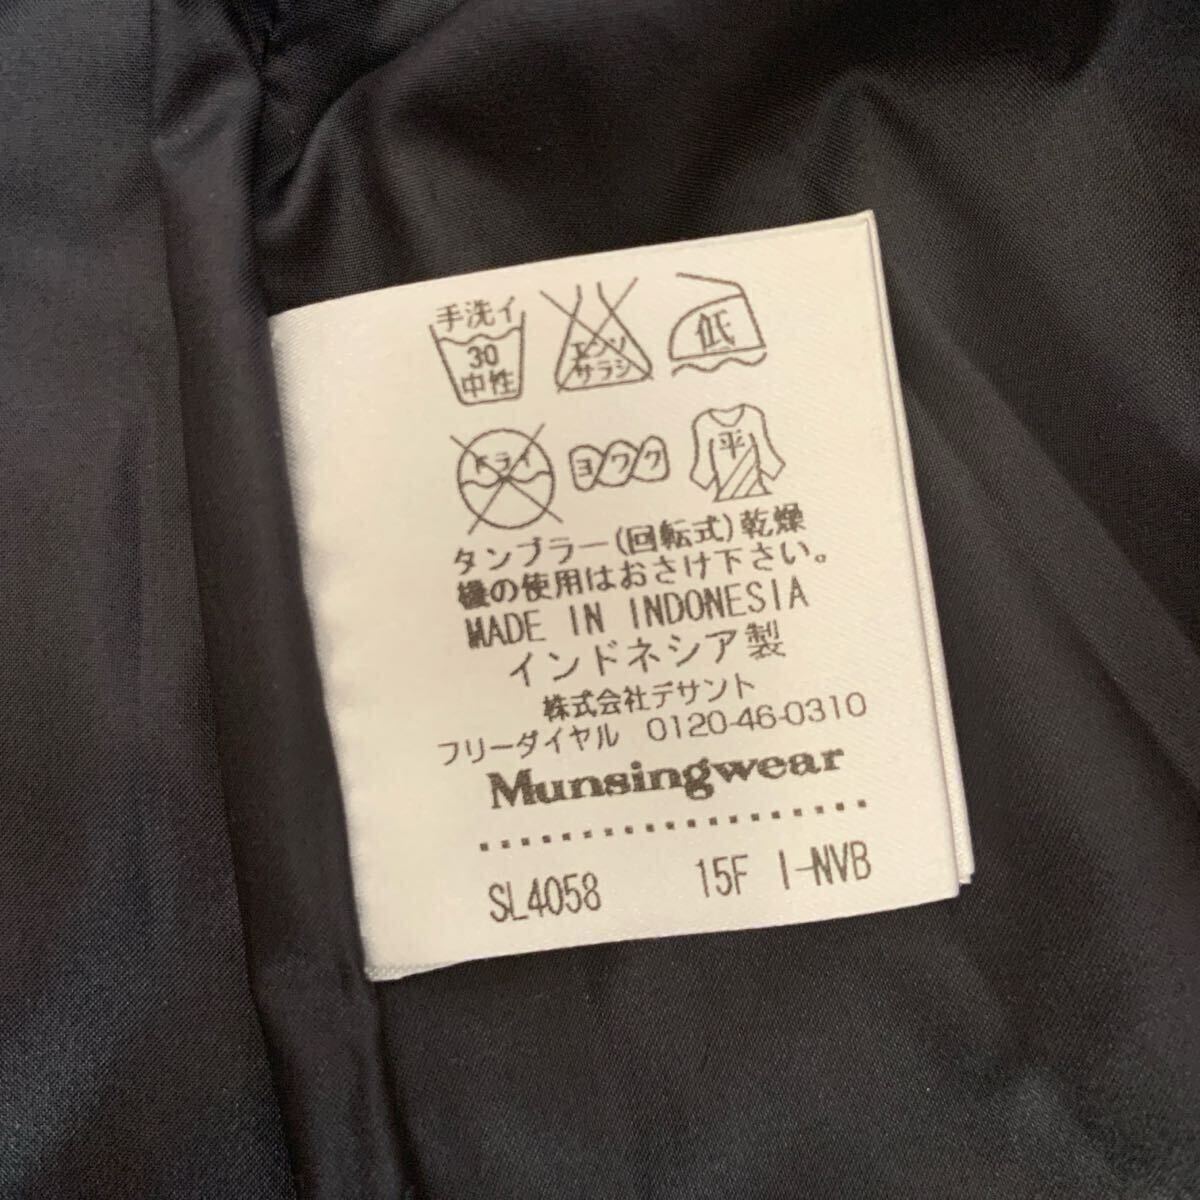 手洗イ
30
中性
エンソ
サラシ
低
ドライ
ヨワク
平
タンブラー(回転式)乾燥
機の使用はおさけ下さい。
MADE IN INDONESIA
インドネシア製
株式会社デサント
フリーダイヤル 0120-46-0310
Munsingwear
SL4058 15F I-NVB